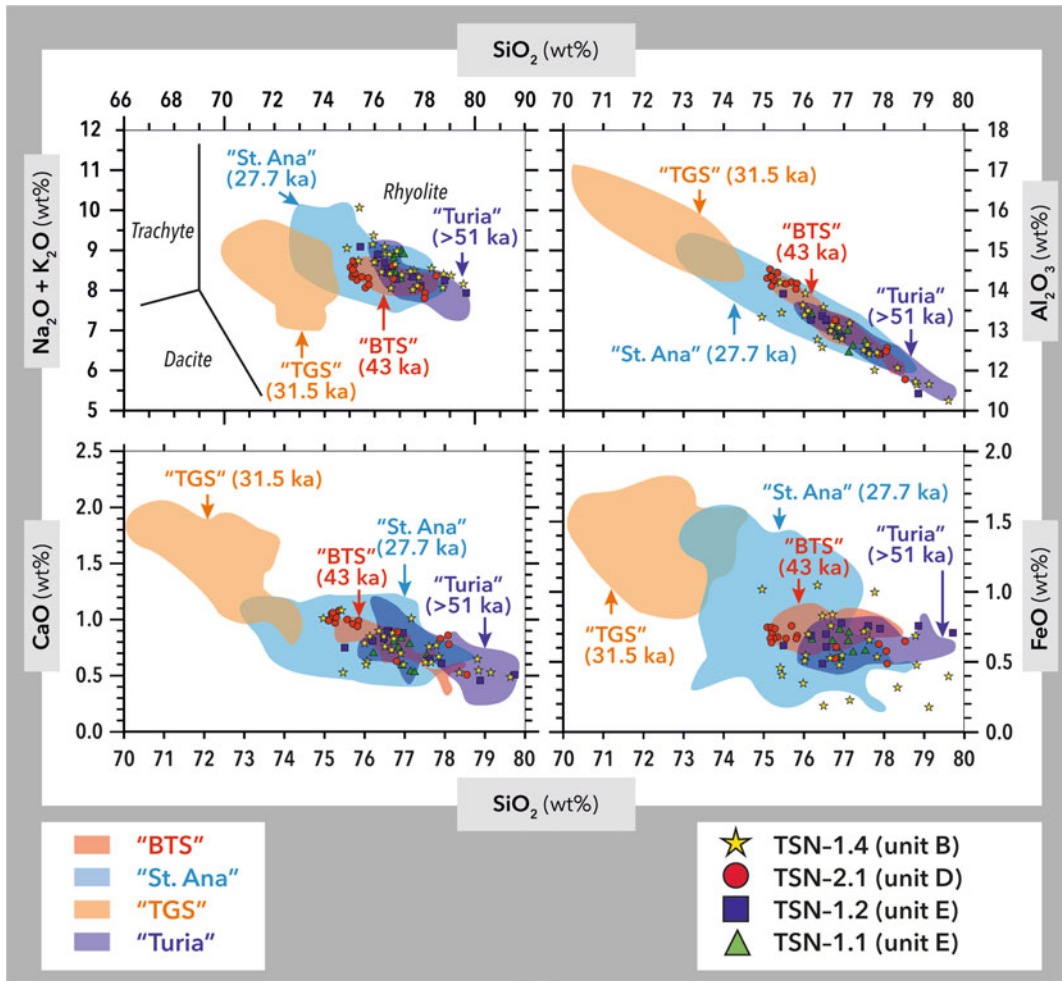 SiO2 (wt%)
66 68 70 72 74 76 78 80 90
70 71 72 73 74 75 76 77 78 79 80
12
11
10
9
8
7
6
5
Na2O + K2O (wt%)
"St. Ana"
(27.7 ka)
Rhyolite
Trachyte
"Turia"
(>51 ka)
"BTS"
(43 ka)
"TGS"
(31.5 ka)
Dacite
"TGS" (31.5 ka)
"BTS"
(43 ka)
"Turia"
(>51 ka)
"St. Ana" (27.7 ka)
18
17
16
15
14
13
12
11
10
Al2O3 (wt%)
2.5
2.0
1.5
1.0
0.5
0.0
CaO (wt%)
"TGS" (31.5 ka)
"St. Ana"
(27.7 ka)
"BTS"
(43 ka)
"Turia"
(>51 ka)
70 71 72 73 74 75 76 77 78 79 80
"St. Ana" (27.7 ka)
"Turia"
(>51 ka)
"BTS"
(43 ka)
"TGS"
(31.5 ka)
2.0
1.5
1.0
0.5
0.0
FeO (wt%)
70 71 72 73 74 75 76 77 78 79 80
SiO2 (wt%)
"BTS"
"St. Ana"
"TGS"
"Turia"
TSN–1.4 (unit B)
TSN–2.1 (unit D)
TSN–1.2 (unit E)
TSN–1.1 (unit E)